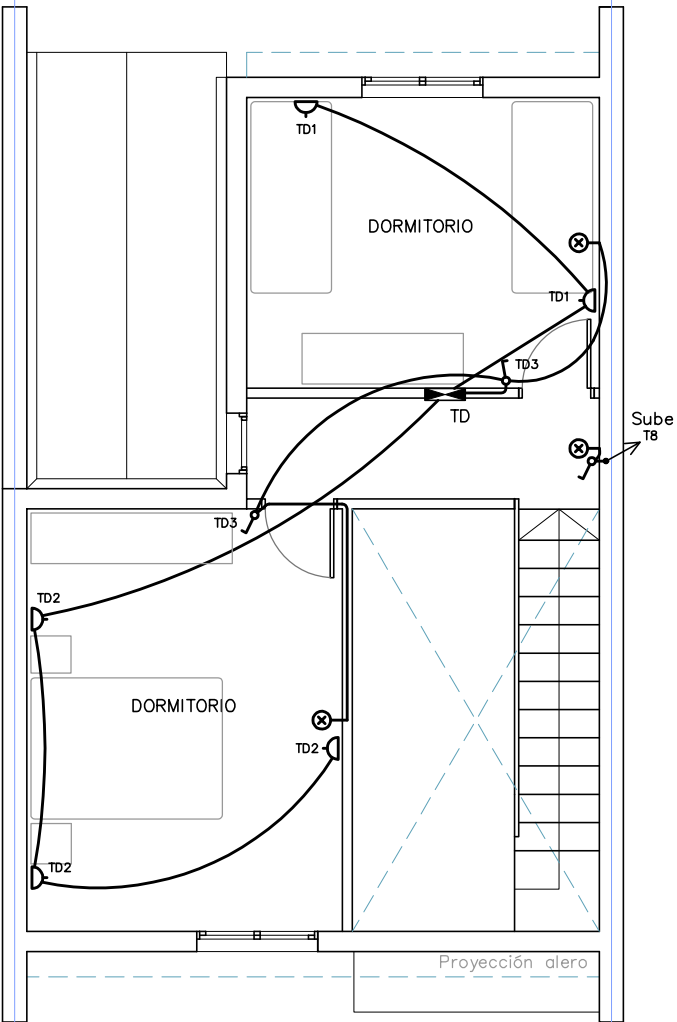 TD1
DORMITORIO
TD1
TD3
TD
Sube
T8
TD3
TD2
DORMITORIO
TD2
TD2
Proyección alero